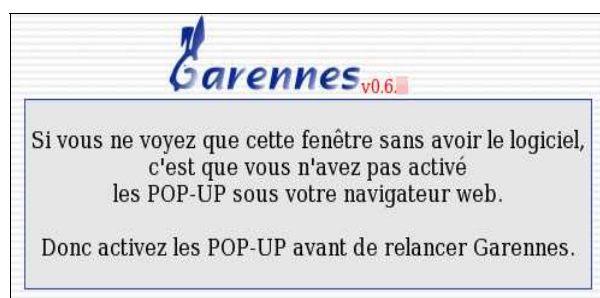 Garennes v0.6.
Si vous ne voyez que cette fenêtre sans avoir le logiciel,
c'est que vous n'avez pas activé
les POP-UP sous votre navigateur web.
Donc activez les POP-UP avant de relancer Garennes.